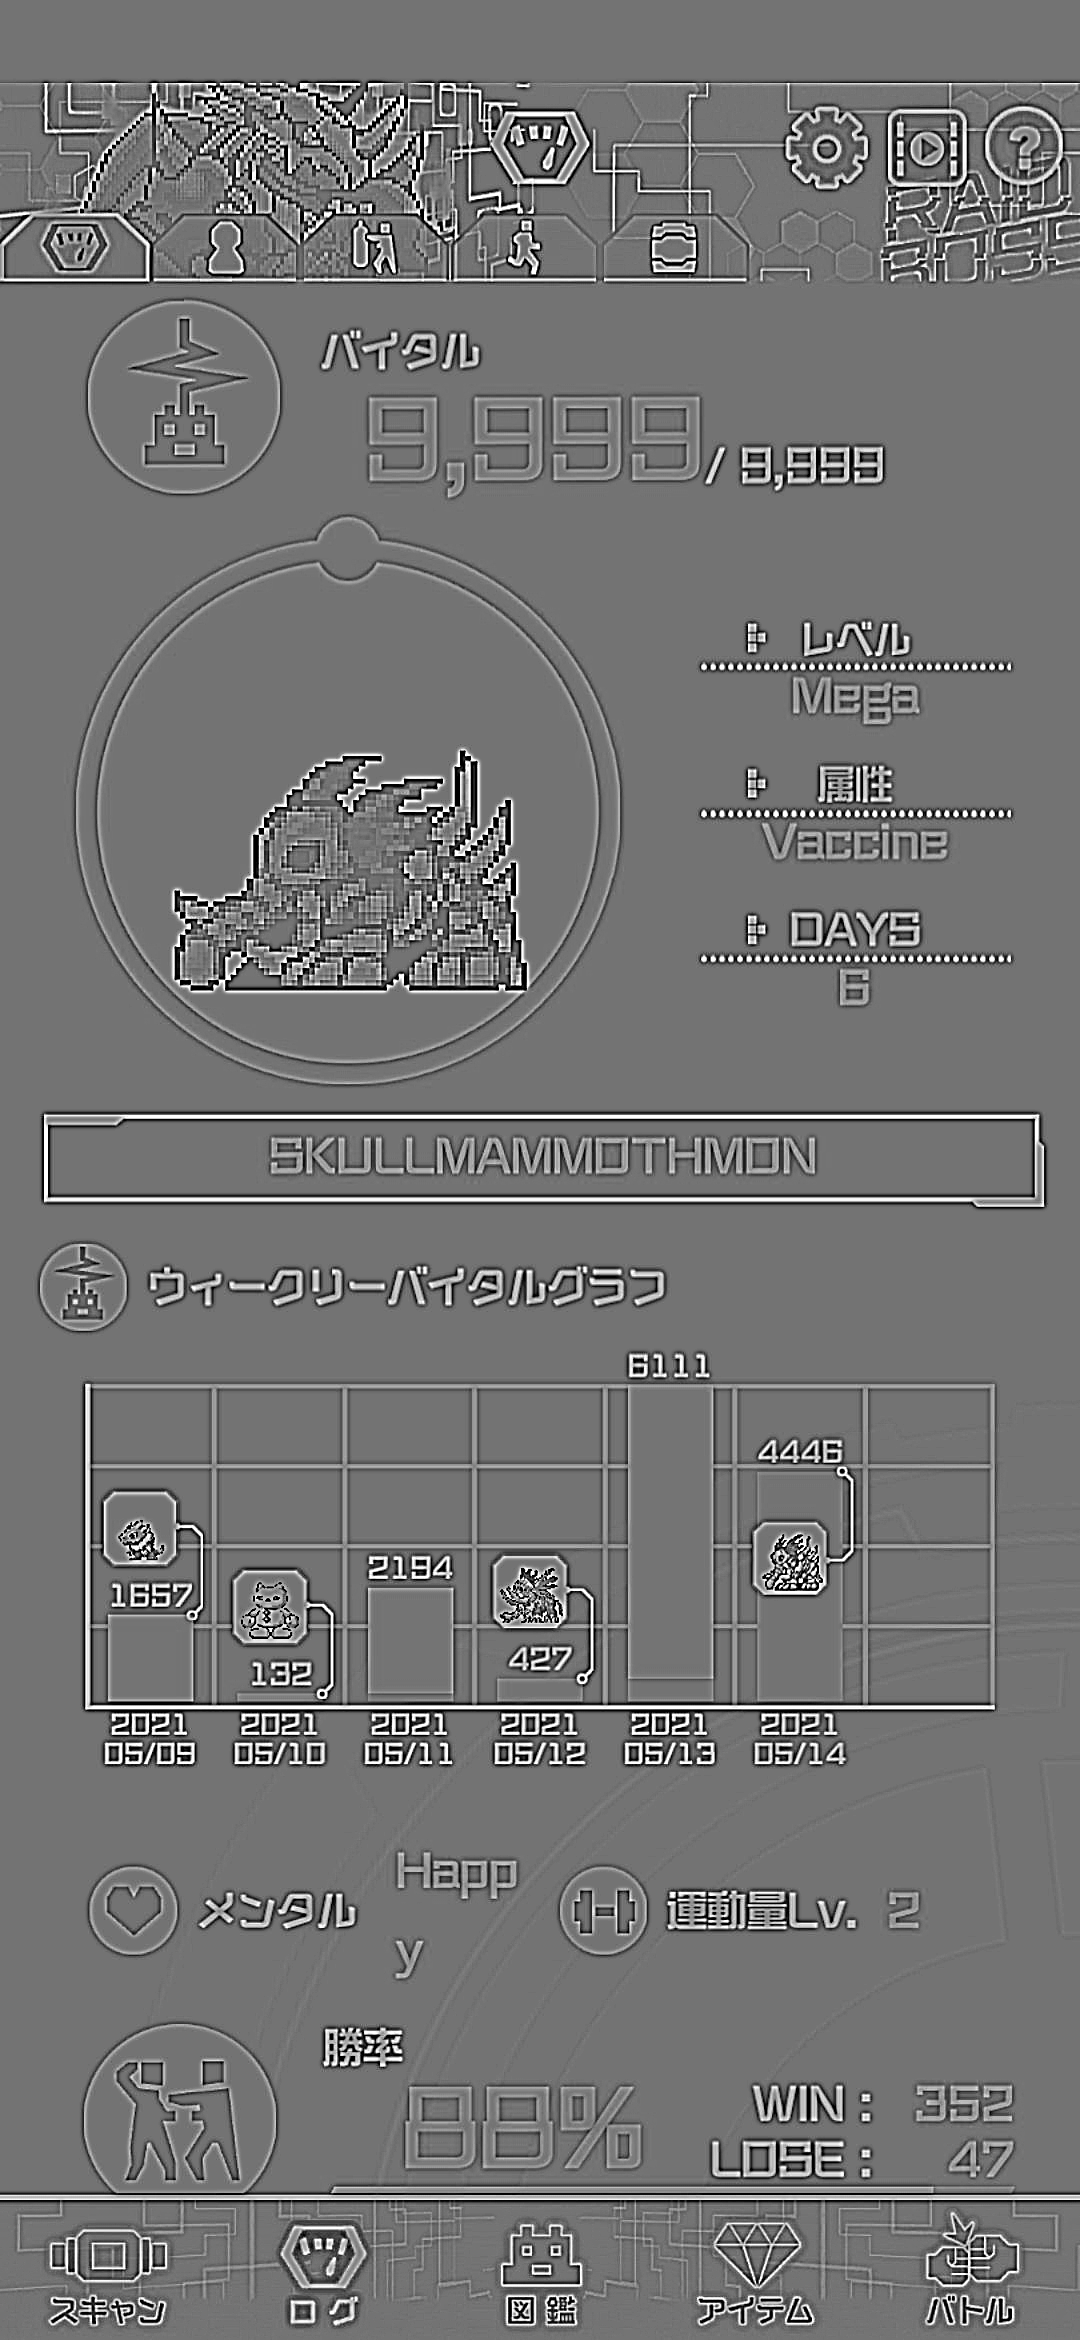 RAID
BOSS
バイタル
9,999/ 9,999
レベル
Mega
属性
Vaccine
DAYS
6
SKULLMAMMOTHMON
ウィークリーバイタルグラフ
6111
4446
2194
1657
427
132
2021 2021 2021 2021 2021 2021
05/09 05/10 05/11 05/12 05/13 05/14
メンタル
Happ
y
運動量Lv. 2
勝率
88%
WIN : 352
LOSE : 47
スキャン ログ 図鑑 アイテム バトル